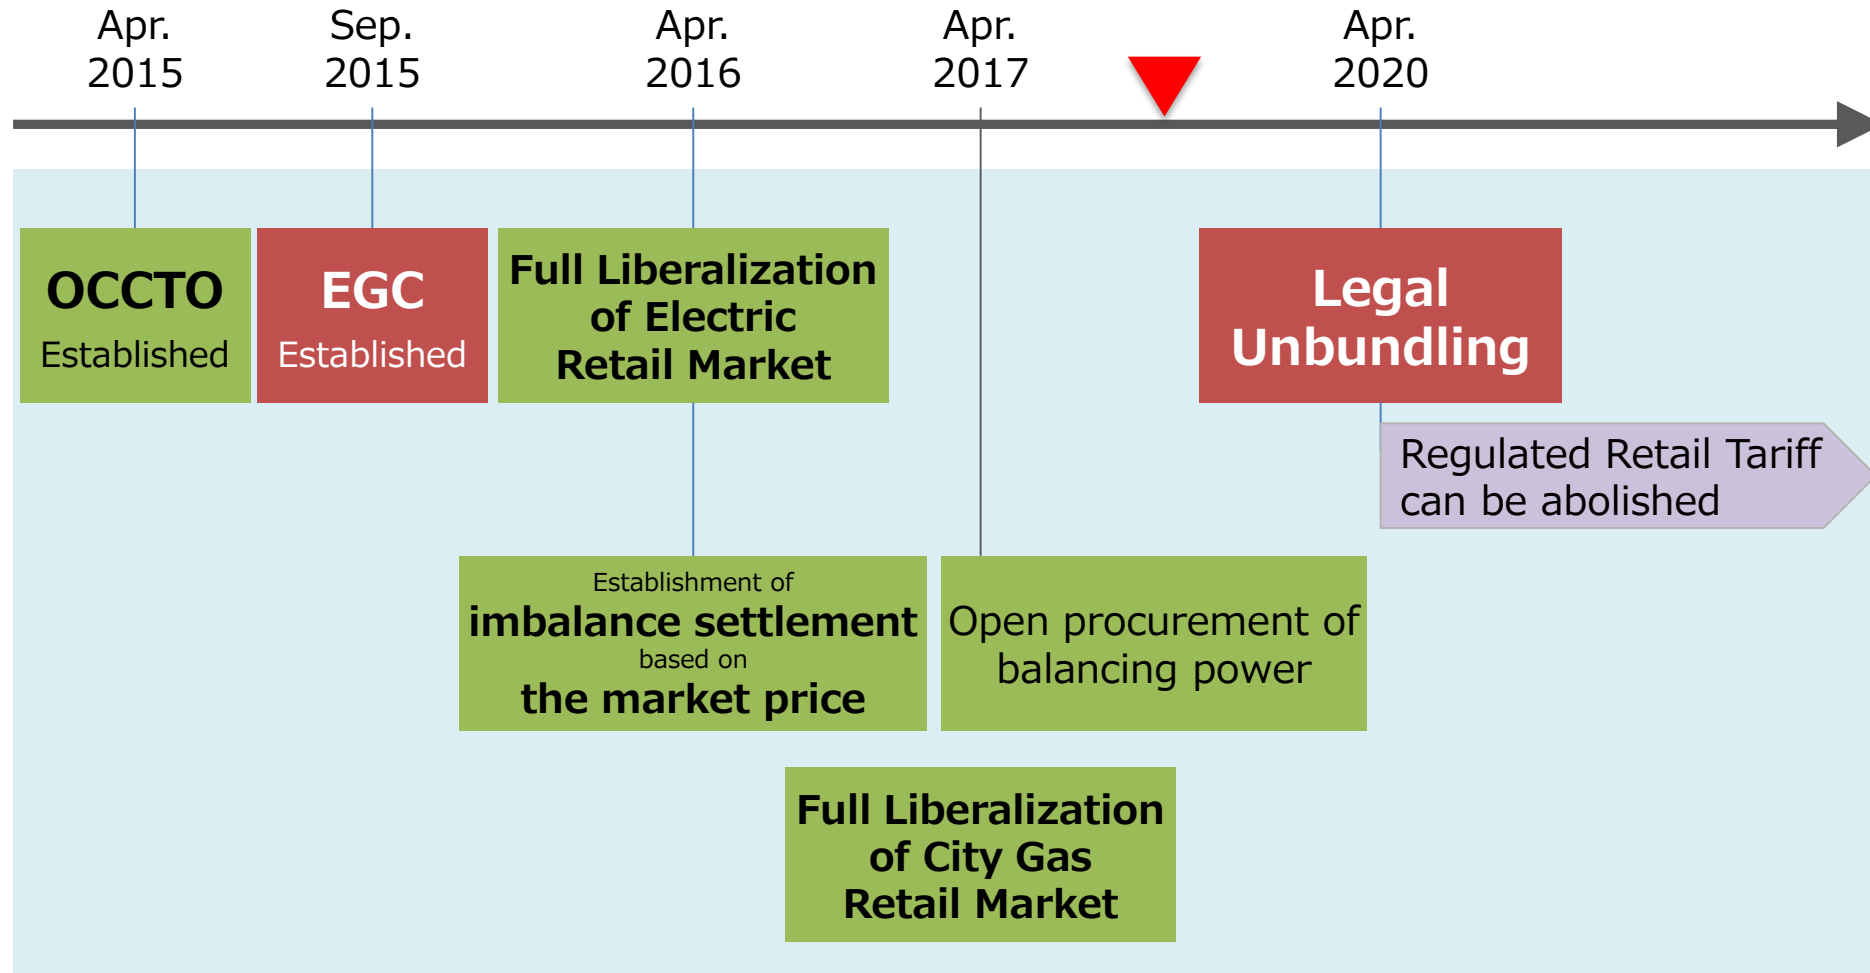 Apr.
2015
Sep.
2015
Apr.
2016
Apr.
2017
Apr.
2020
OCCTO
Established
EGC
Established
Full Liberalization
of Electric
Retail Market
Legal
Unbundling
Regulated Retail Tariff
can be abolished
Establishment of
imbalance settlement
based on
the market price
Open procurement of
balancing power
Full Liberalization
of City Gas
Retail Market